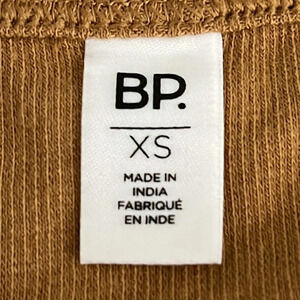 BP.
XS
MADE IN
INDIA
FABRIQUÉ
EN INDE